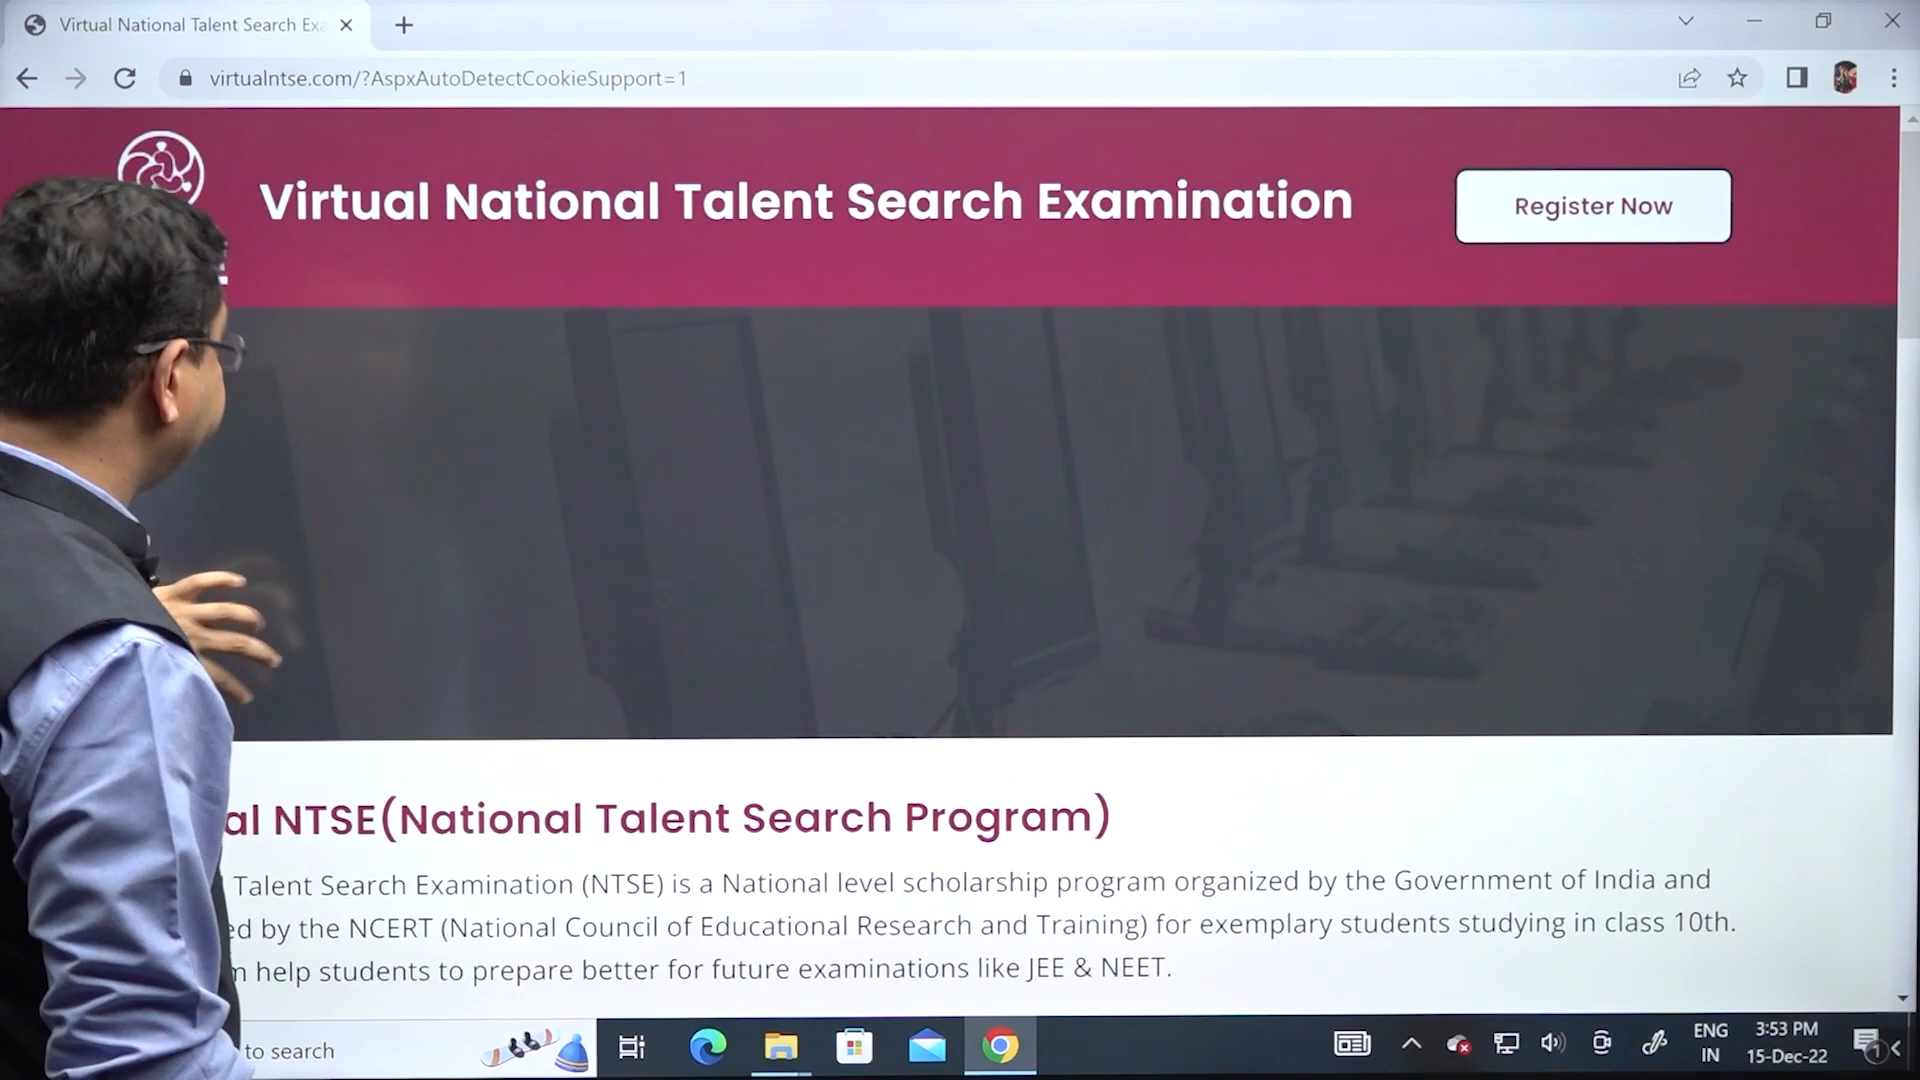 Virtual National Talent Search Exa
virtualntse.com/?AspxAutoDetectCookieSupport=1
Virtual National Talent Search Examination
Register Now
al NTSE(National Talent Search Program)
Talent Search Examination (NTSE) is a National level scholarship program organized by the Government of India and
ed by the NCERT (National Council of Educational Research and Training) for exemplary students studying in class 10th.
help students to prepare better for future examinations like JEE & NEET.
to search
ENG
IN
3:53 PM
15-Dec-22
1